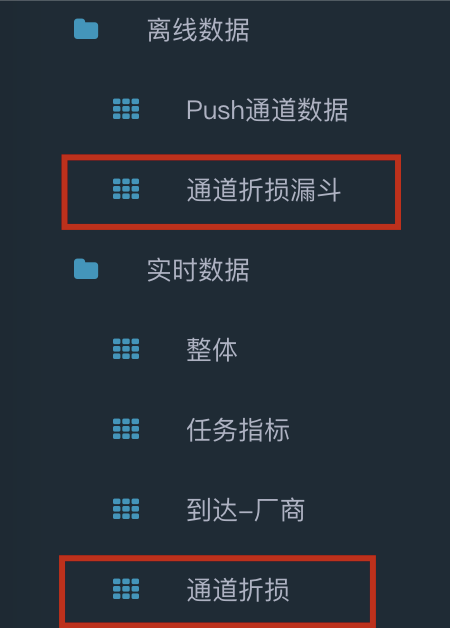 离线数据
Push通道数据
通道折损漏斗
实时数据
整体
任务指标
到达-厂商
通道折损